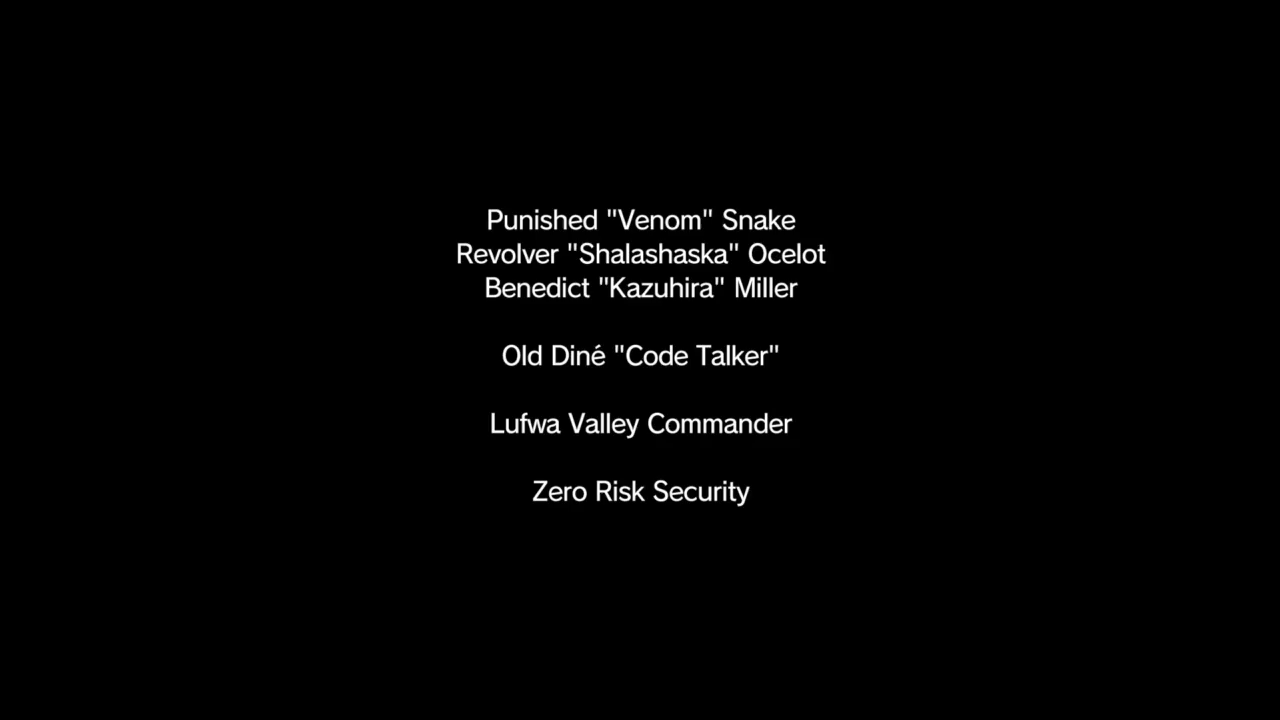 Punished "Venom" Snake
Revolver "Shalashaska" Ocelot
Benedict "Kazuhira" Miller
Old Diné "Code Talker"
Lufwa Valley Commander
Zero Risk Security